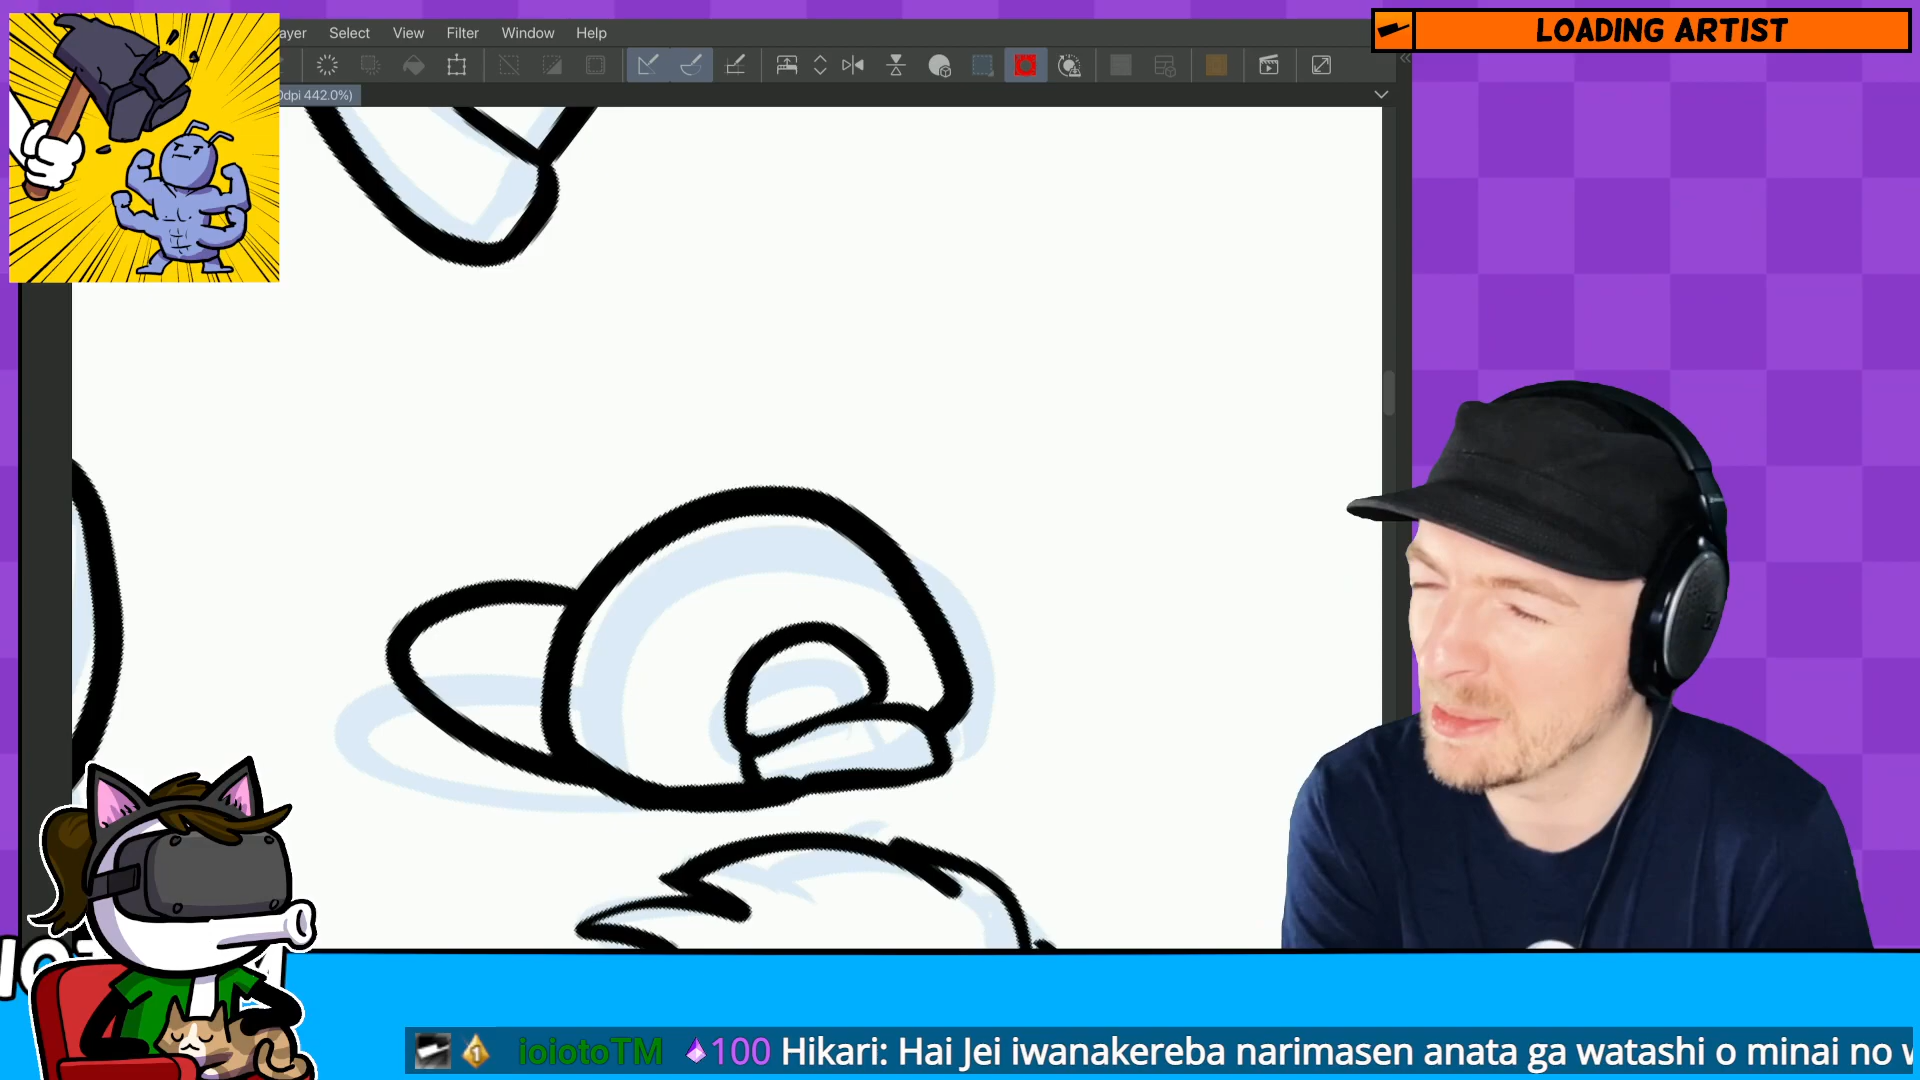 ayer Select View Filter Window Help
LOADING ARTIST
0dpi 442.0%)
ioiotoTM 100 Hikari: Hai Jei iwanakereba narimasen anata ga watashi o minai no